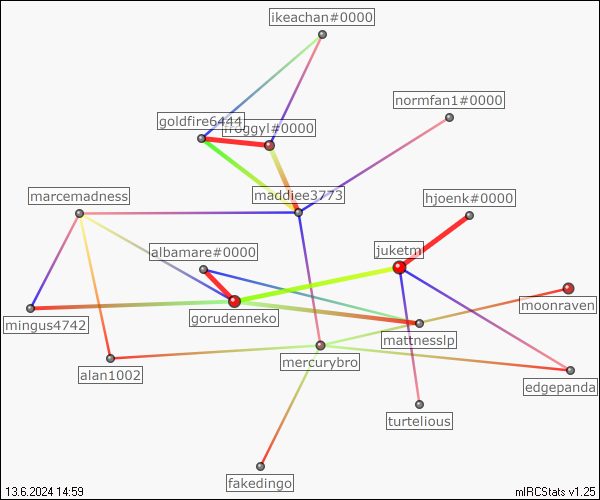 ikeachan#0000
normfan1#0000
goldfire6444
froggyl#0000
marcemadness
maddiee3773
hjoenk#0000
albamare#0000
juketm
moonraven
mingus4742
gorudenneko
mattnesslp
mercurybro
alan1002
edgepanda
turtelious
fakedingo
13.6.2024 14:59
mIRCStats v1.25